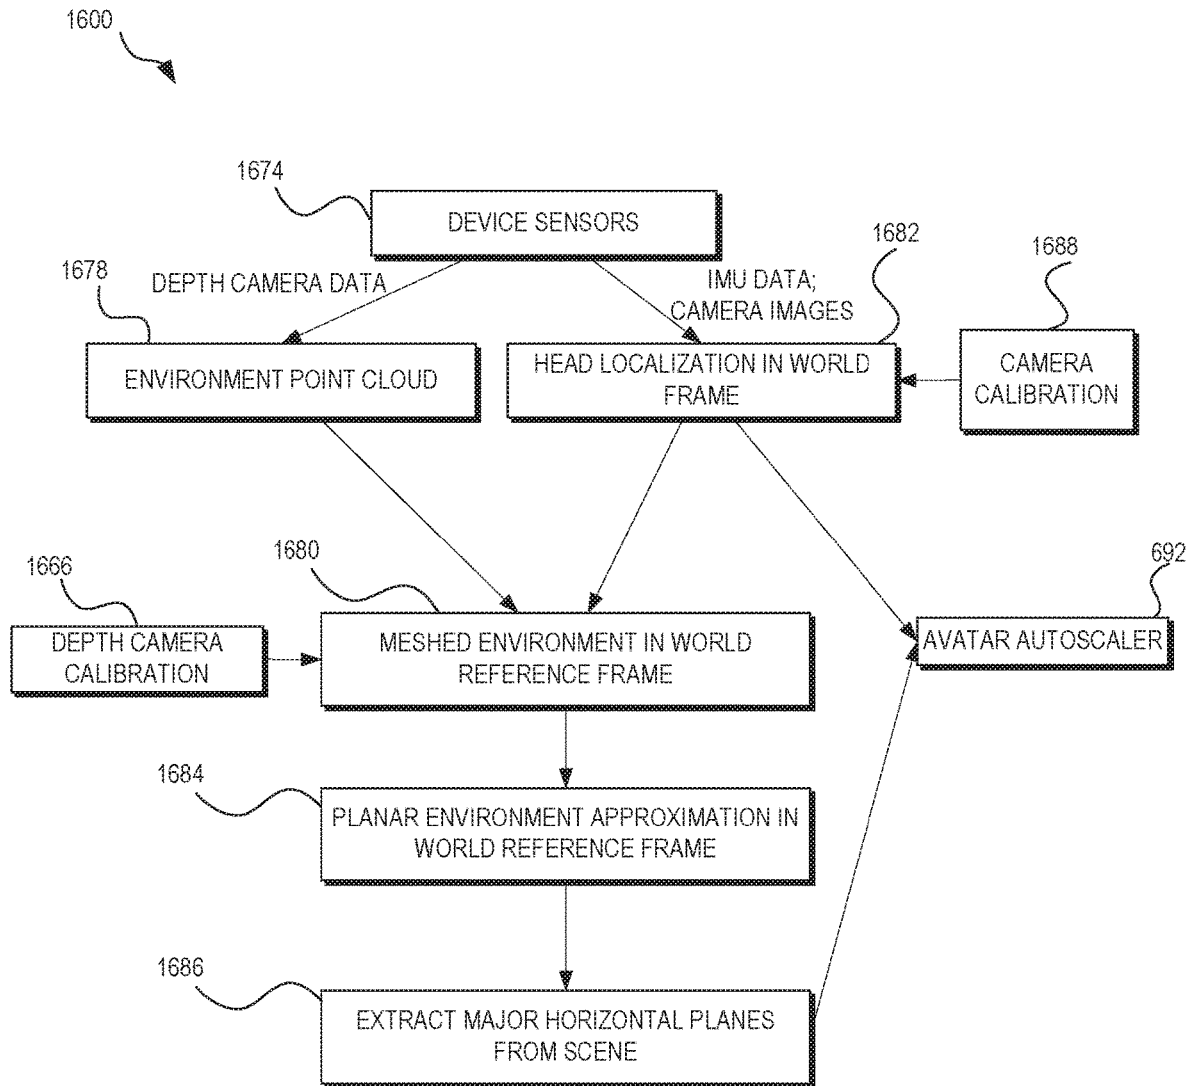 1600
1674
DEVICE SENSORS
1682
1688
1678
DEPTH CAMERA DATA
IMU DATA;
CAMERA IMAGES
ENVIRONMENT POINT CLOUD
HEAD LOCALIZATION IN WORLD
FRAME
CAMERA
CALIBRATION
1666
1680
692
DEPTH CAMERA
CALIBRATION
MESHED ENVIRONMENT IN WORLD
REFERENCE FRAME
AVATAR AUTOSCALER
1684
PLANAR ENVIRONMENT APPROXIMATION IN
WORLD REFERENCE FRAME
1686
EXTRACT MAJOR HORIZONTAL PLANES
FROM SCENE